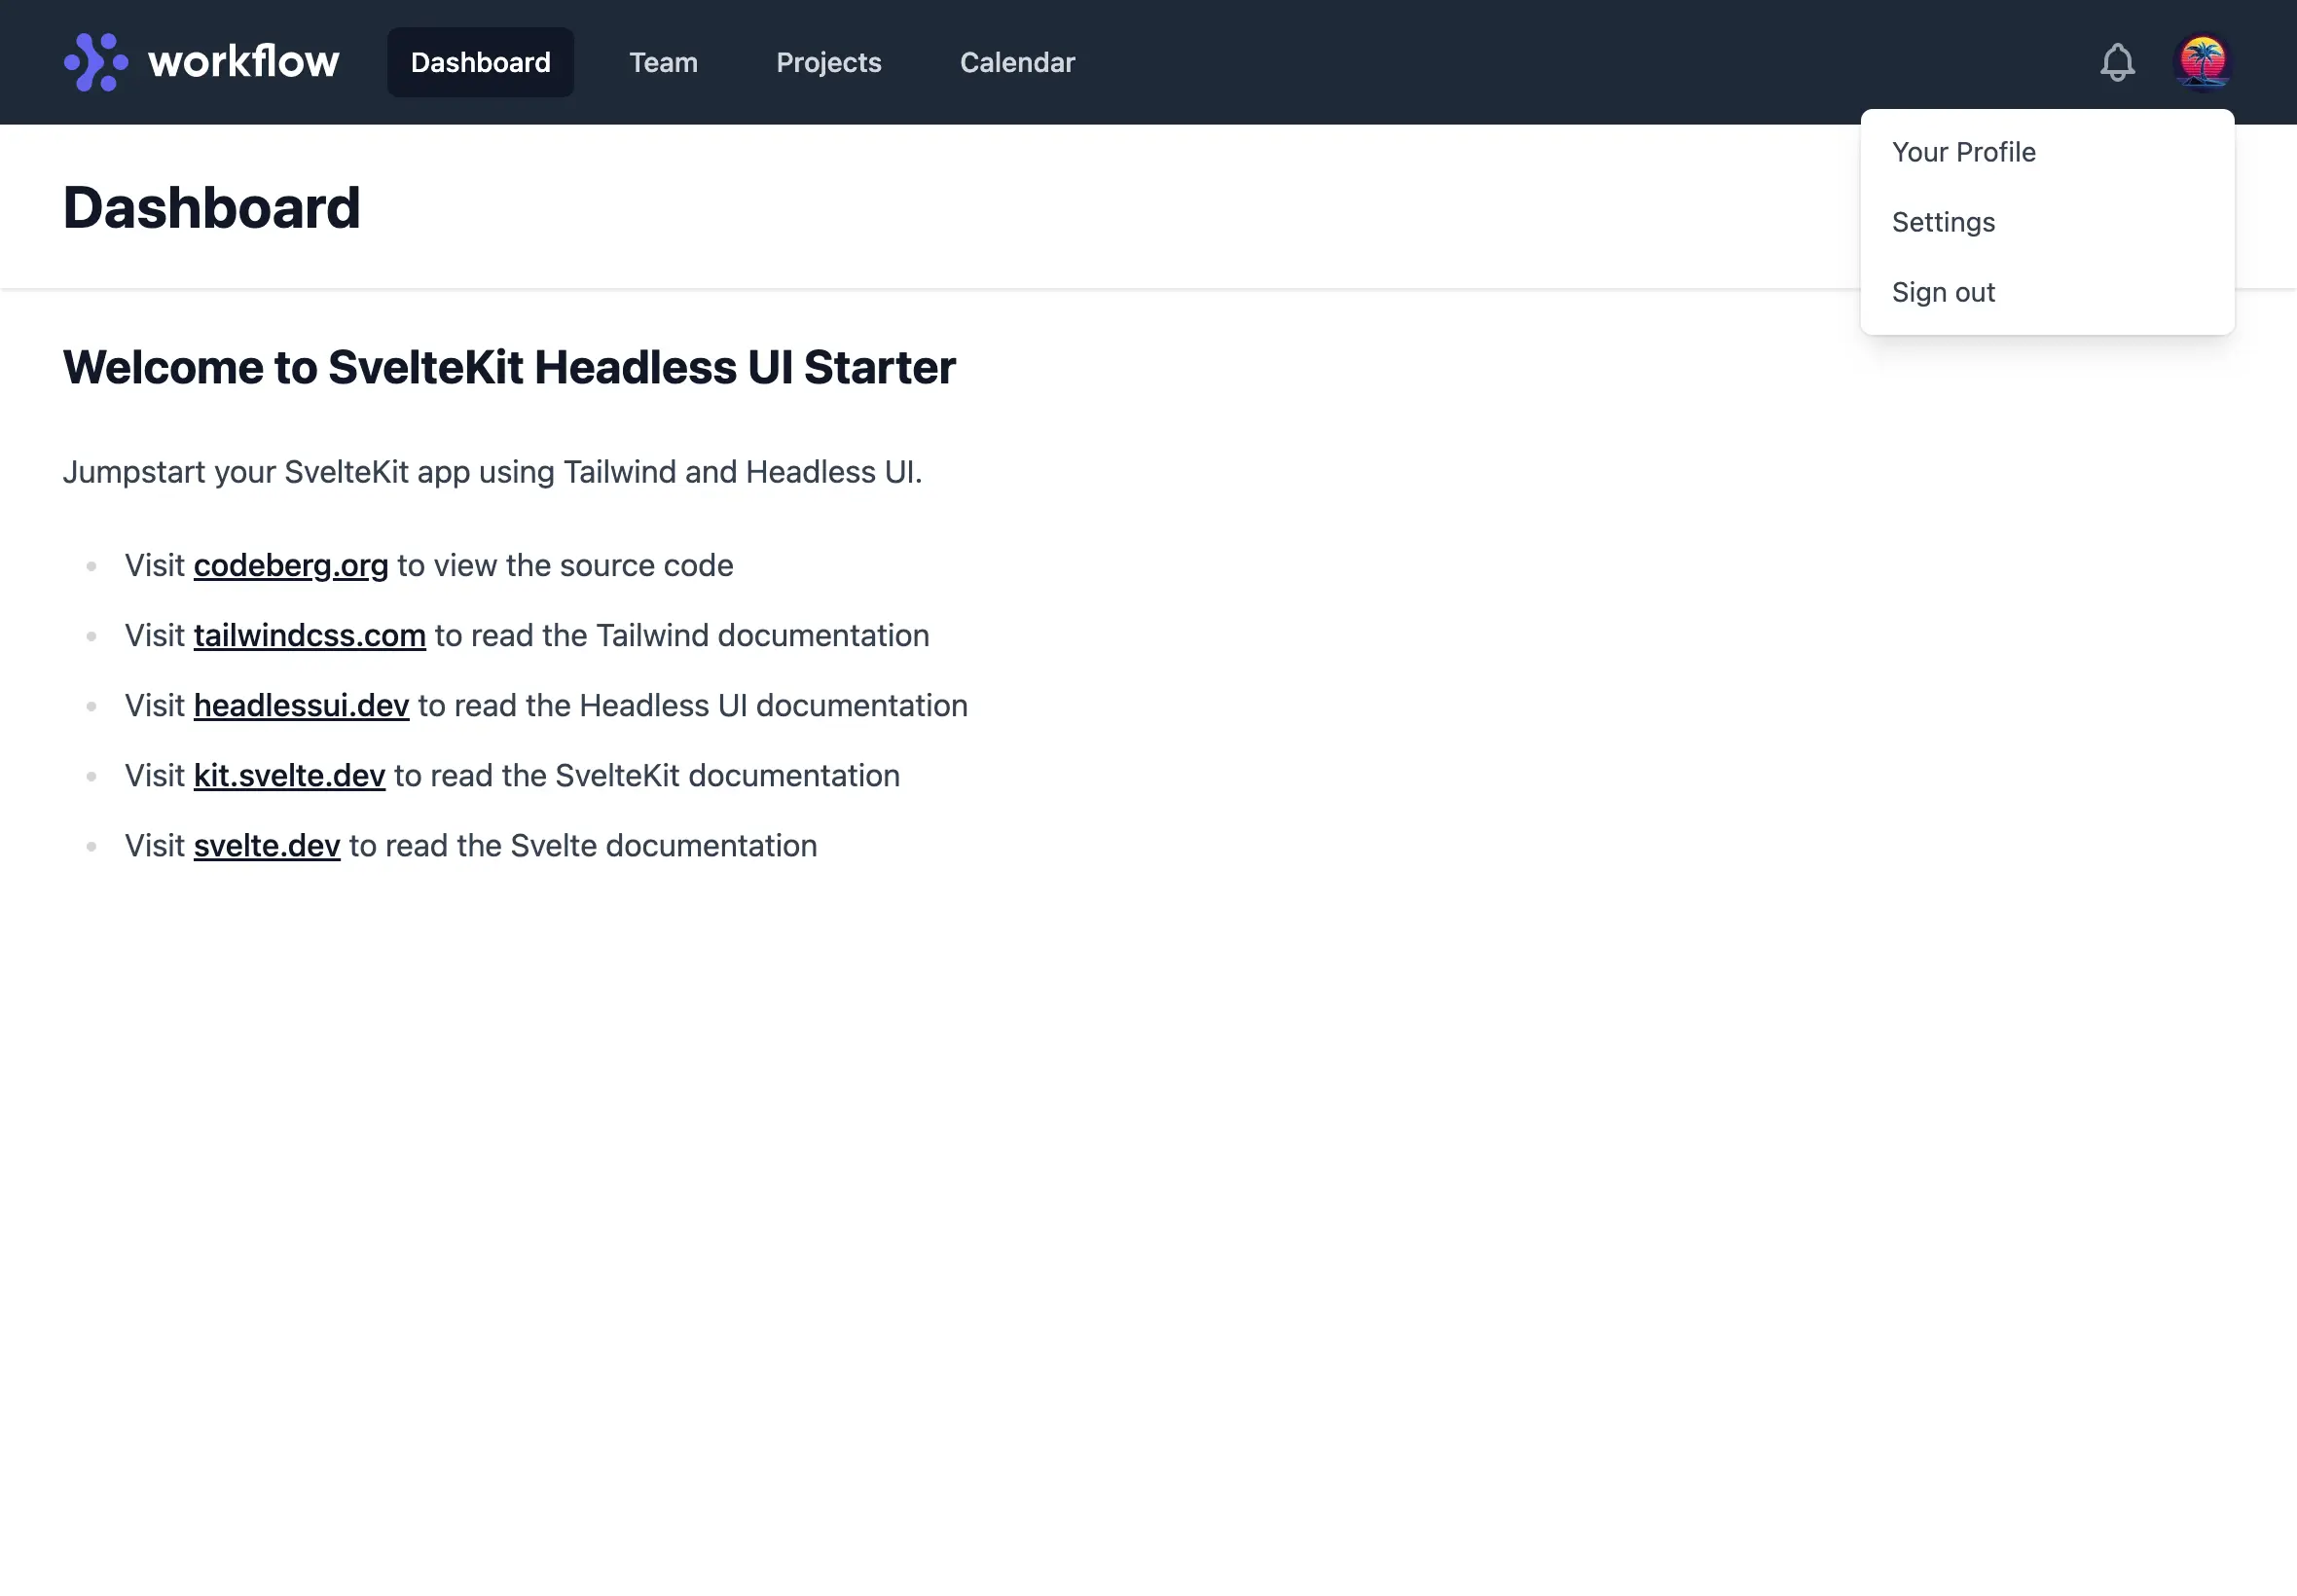 workflow
Dashboard
Team
Projects
Calendar
Your Profile
Settings
Sign out
Dashboard
Welcome to SvelteKit Headless UI Starter
Jumpstart your SvelteKit app using Tailwind and Headless UI.
Visit codeberg.org to view the source code
Visit tailwindcss.com to read the Tailwind documentation
Visit headlessui.dev to read the Headless UI documentation
Visit kit.svelte.dev to read the SvelteKit documentation
Visit svelte.dev to read the Svelte documentation